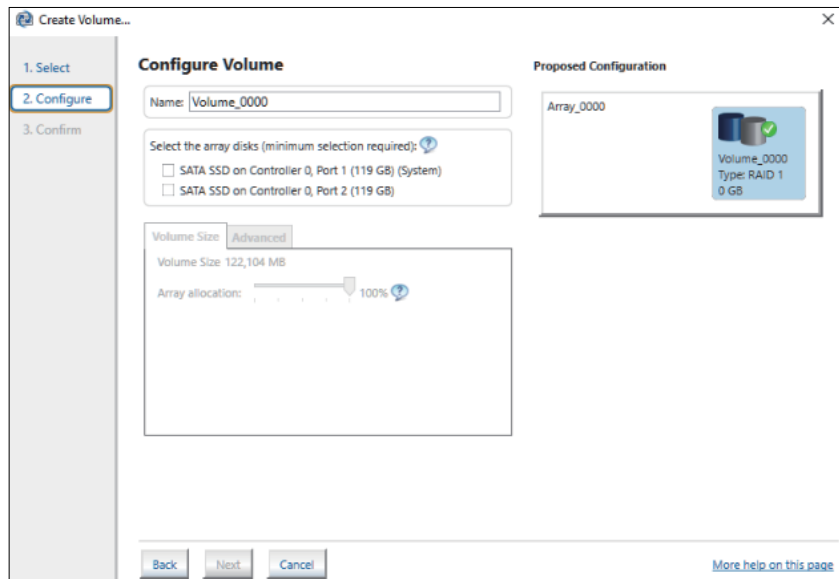 Create Volume...
1. Select
2. Configure
3. Confirm
Configure Volume
Name: Volume_0000
Select the array disks (minimum selection required):
SATA SSD on Controller 0, Port 1 (119 GB) (System)
SATA SSD on Controller 0, Port 2 (119 GB)
Volume Size Advanced
Volume Size 122,104 MB
Array allocation: 100%
Proposed Configuration
Array_0000
Volume_0000
Type: RAID 1
0 GB
Back Next Cancel
More help on this page